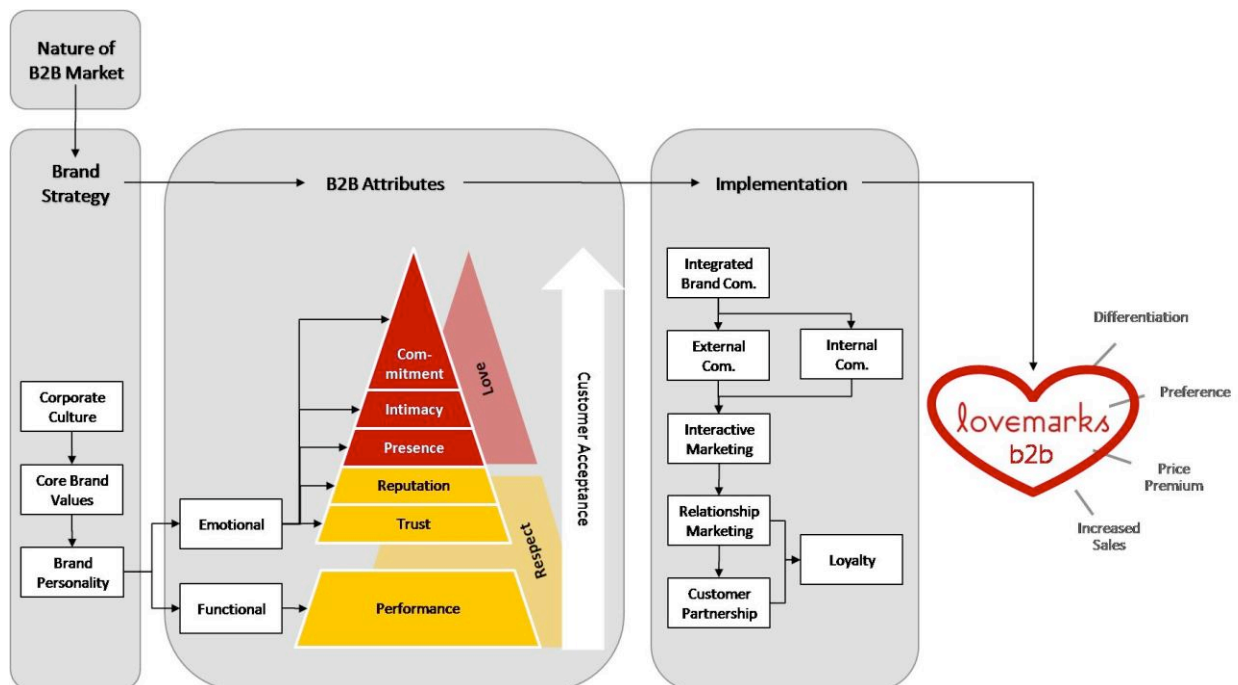 Nature of
B2B Market
Brand
Strategy
B2B Attributes
Implementation
Corporate
Culture
Core Brand
Values
Brand
Personality
Emotional
Functional
Com-
mitment
Intimacy
Presence
Reputation
Trust
Performance
Love
Respect
Customer Acceptance
Integrated
Brand Com.
External
Com.
Internal
Com.
Interactive
Marketing
Relationship
Marketing
Customer
Partnership
Loyalty
lovemarks
b2b
Differentiation
Preference
Price
Premium
Increased
Sales